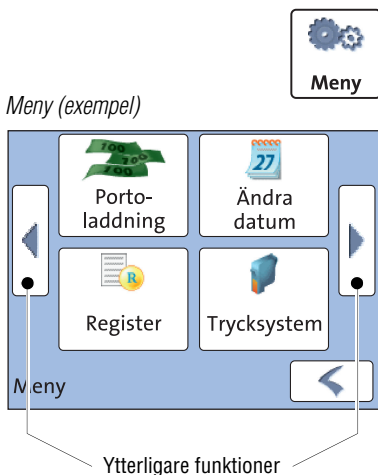 Meny
Meny (exempel)
100
100
100
27
Porto-
laddning
Ändra
datum
R
Register
Trycksystem
Meny
Ytterligare funktioner